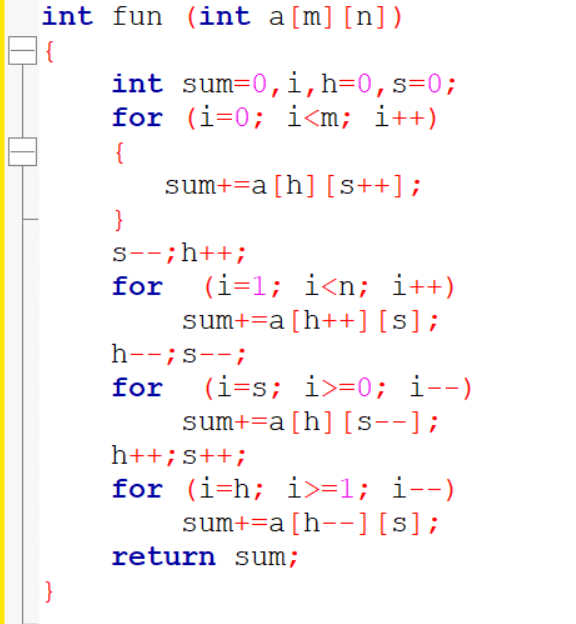 int fun (int a[m][n])
{
int sum=0,i,h=0,s=0;
for (i=0; i<m; i++)
{
sum+=a[h][s++];
}
s--;h++;
for (i=1; i<n; i++)
sum+=a[h++][s];
h--;s--;
for (i=s; i>=0; i--)
sum+=a[h][s--];
h++;s++;
for (i=h; i>=1; i--)
sum+=a[h--][s];
return sum;
}